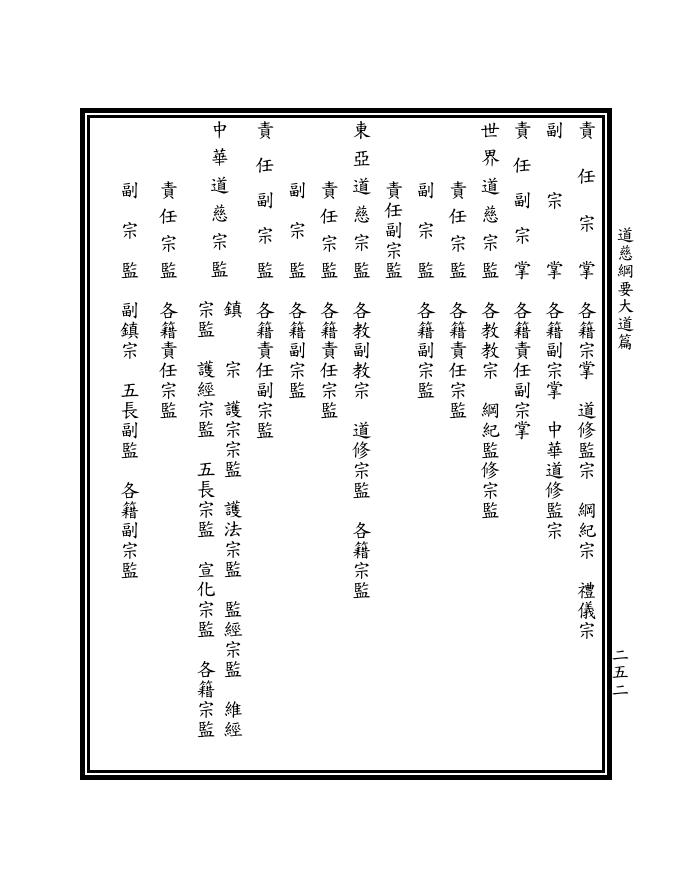 道慈綱要大道篇
二五二
責任宗掌　各籍宗掌　道修監宗　綱紀宗　禮儀宗
副宗掌　各籍副宗掌　中華道修監宗
責任副宗掌　各籍責任副宗掌
世界道慈宗監　各教教宗　綱紀監修宗監
責任宗監　各籍責任宗監
副宗監　各籍副宗監
責任副宗監
東亞道慈宗監　各教副教宗　道修宗監　各籍宗監
責任宗監　各籍責任宗監
副宗監　各籍副宗監
責任副宗監　各籍責任副宗監
中華道慈宗監　鎮宗　護宗宗監　護法宗監　監經宗監　維經
宗監　護經宗監　五長宗監　宣化宗監　各籍宗監
責任宗監　各籍責任宗監
副宗監　副鎮宗　五長副監　各籍副宗監